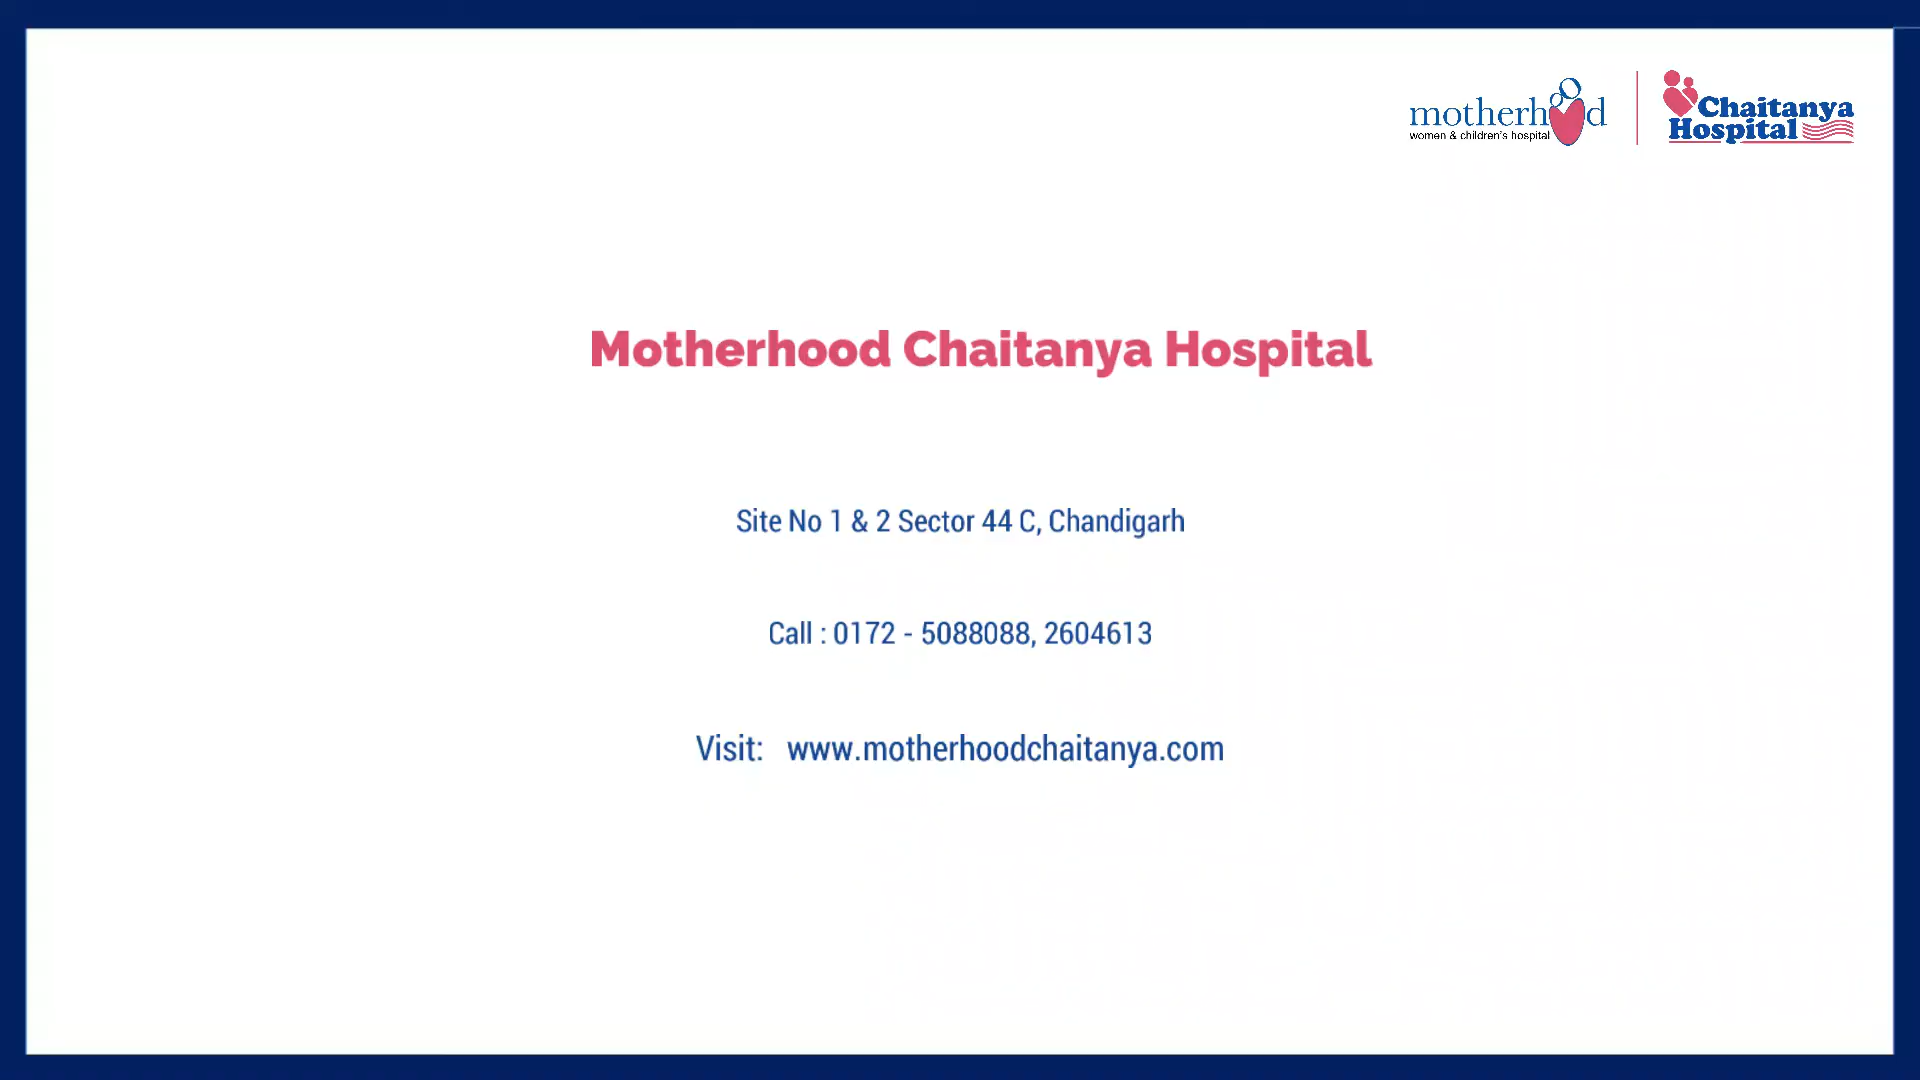 motherhood
women & children's hospital
Chaitanya
Hospital
Motherhood Chaitanya Hospital
Site No 1 & 2 Sector 44 C, Chandigarh
Call : 0172 - 5088088, 2604613
Visit: www.motherhoodchaitanya.com